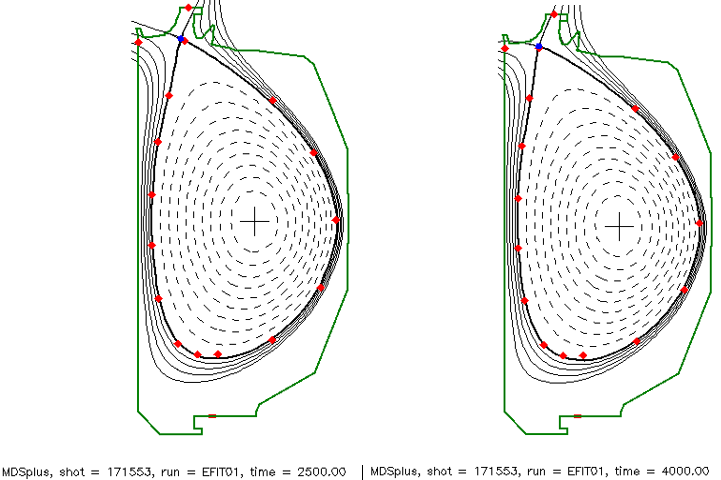 MDSplus, shot = 171553, run = EFIT01, time = 2500.00
MDSplus, shot = 171553, run = EFIT01, time = 4000.00